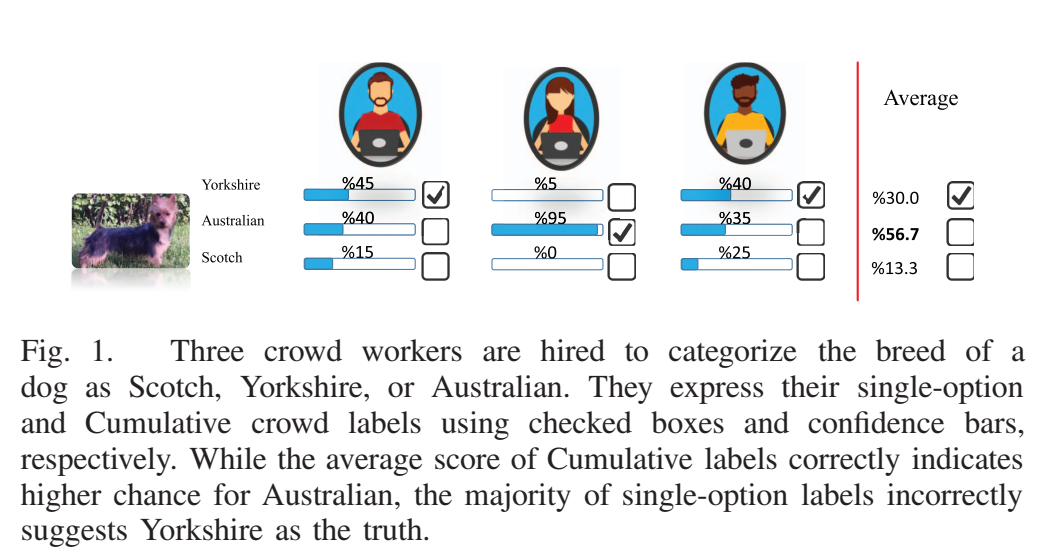 Average
Yorkshire %45 %5 %40 %30.0
Australian %40 %95 %35 %56.7
Scotch %15 %0 %25 %13.3
Fig. 1. Three crowd workers are hired to categorize the breed of a
dog as Scotch, Yorkshire, or Australian. They express their single-option
and Cumulative crowd labels using checked boxes and confidence bars,
respectively. While the average score of Cumulative labels correctly indicates
higher chance for Australian, the majority of single-option labels incorrectly
suggests Yorkshire as the truth.